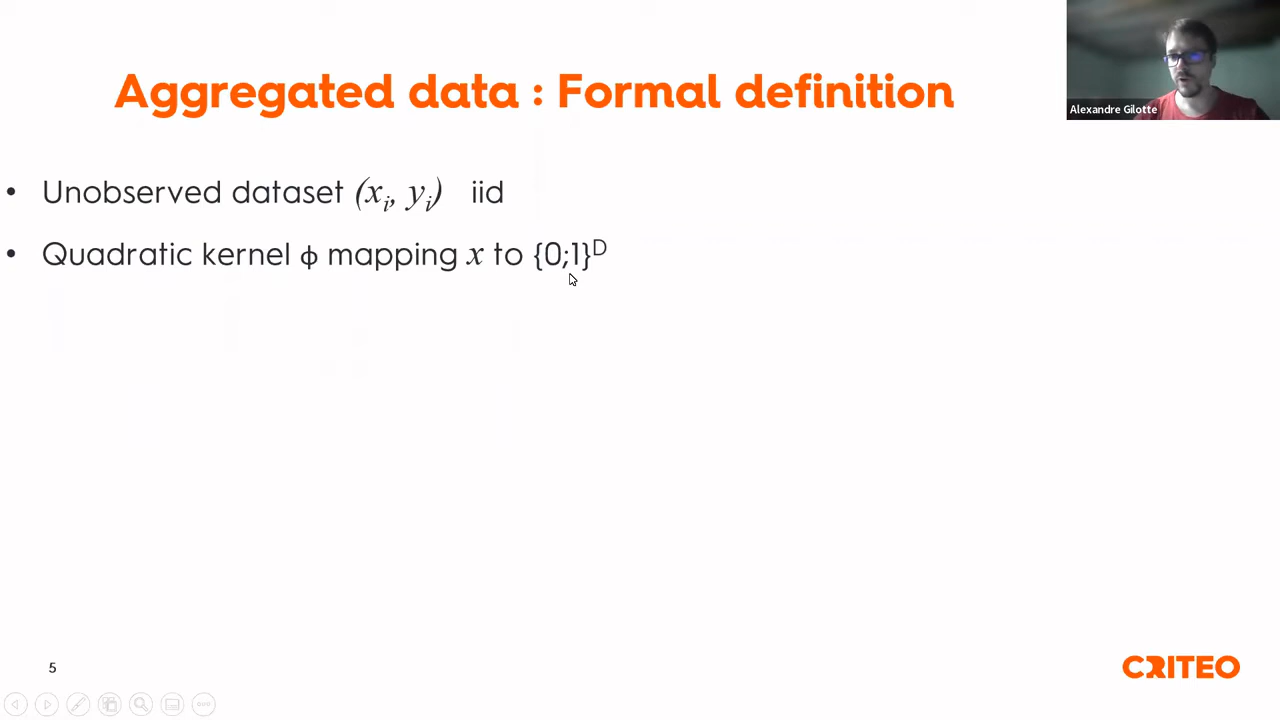 Aggregated data : Formal definition
Alexandre Gilotte
• Unobserved dataset (xᵢ, yᵢ) iid
• Quadratic kernel ϕ mapping x to {0;1}ᴰ
5
CRITEO